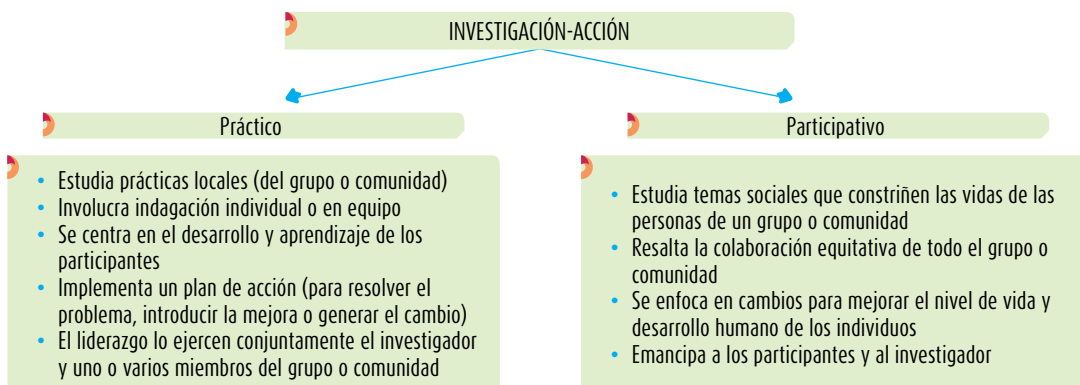 INVESTIGACIÓN-ACCIÓN
Práctico
• Estudia prácticas locales (del grupo o comunidad)
• Involucra indagación individual o en equipo
• Se centra en el desarrollo y aprendizaje de los
participantes
• Implementa un plan de acción (para resolver el
problema, introducir la mejora o generar el cambio)
• El liderazgo lo ejercen conjuntamente el investigador
y uno o varios miembros del grupo o comunidad
Participativo
• Estudia temas sociales que constriñen las vidas de las
personas de un grupo o comunidad
• Resalta la colaboración equitativa de todo el grupo o
comunidad
• Se enfoca en cambios para mejorar el nivel de vida y
desarrollo humano de los individuos
• Emancipa a los participantes y al investigador